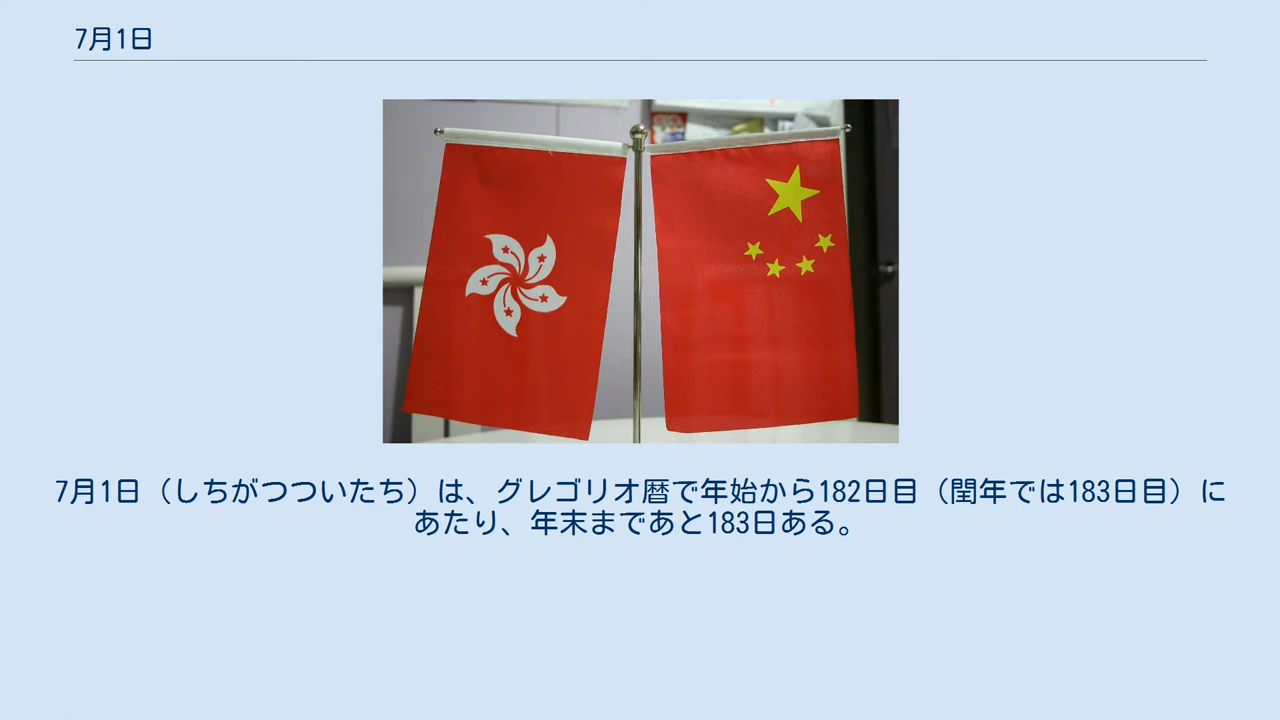 7月1日
7月1日（しちがつついたち）は、グレゴリオ暦で年始から182日目（閏年では183日目）に
あたり、年末まであと183日ある。